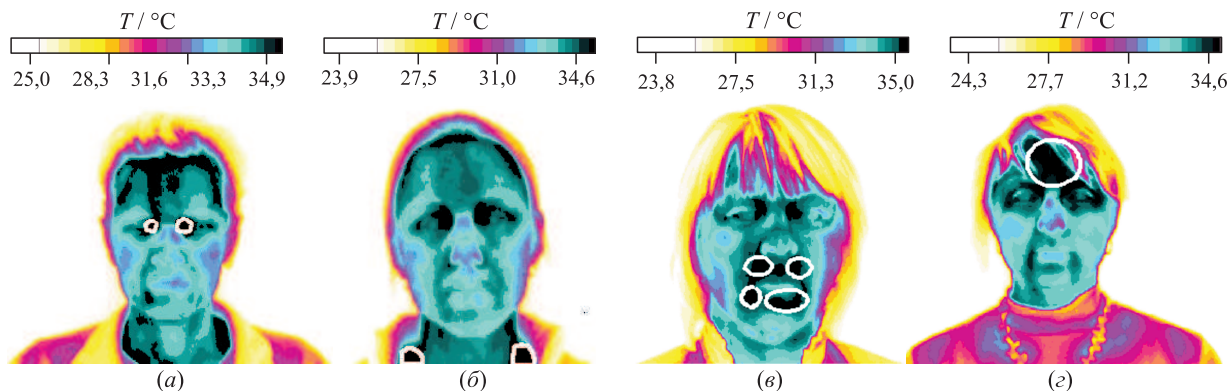 T / °C T / °C T / °C T / °C
25,0 28,3 31,6 33,3 34,9 23,9 27,5 31,0 34,6 23,8 27,5 31,3 35,0 24,3 27,7 31,2 34,6
(а) (б) (в) (г)